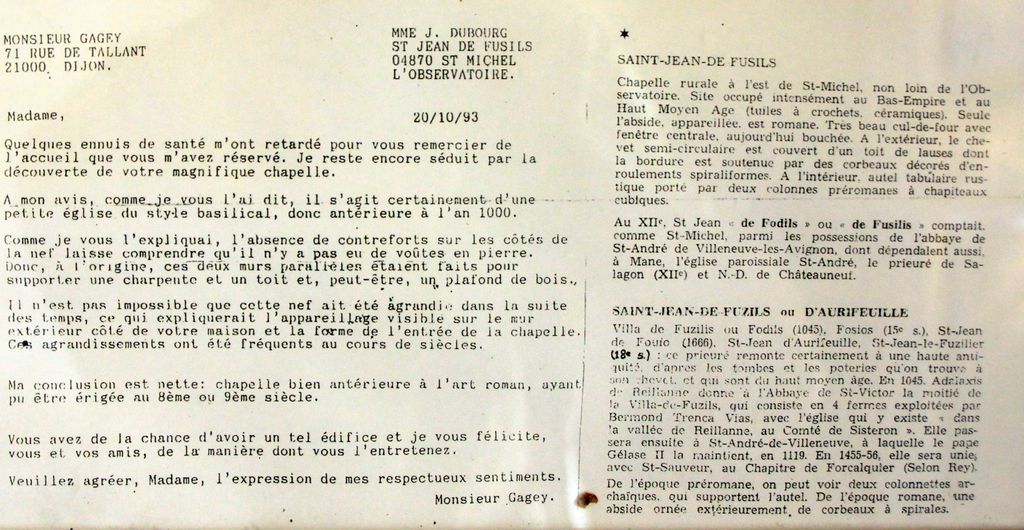 MONSIEUR GAGEY
71 RUE DE TALLANT
21000. DIJON.
MME J. DUBOURG
ST JEAN DE FUSILS
04870 ST MICHEL
L'OBSERVATOIRE.
Madame,
20/10/93
Quelques ennuis de santé m'ont retardé pour vous remercier de
l'accueil que vous m'avez réservé. Je reste encore séduit par la
découverte de votre magnifique chapelle.
A mon avis, comme je vous l'ai dit, il s'agit certainement d'une
petite église du style basilical, donc antérieure à l'an 1000.
Comme je vous l'expliquai, l'absence de contreforts sur les côtés de
la nef laisse comprendre qu'il n'y a pas eu de voûtes en pierre.
Donc, à l'origine, ces deux murs parallèles étaient faits pour
supporter une charpente et un toit et, peut-être, un plafond de bois.
Il n'est pas impossible que cette nef ait été agrandie dans la suite
des temps, ce qui expliquerait l'appareillage visible sur le mur
extérieur côté de votre maison et la forme de l'entrée de la chapelle.
Ces agrandissements ont été fréquents au cours de siècles.
Ma conclusion est nette: chapelle bien antérieure à l'art roman, ayant
pu être érigée au 8ème ou 9ème siècle.
Vous avez de la chance d'avoir un tel édifice et je vous félicite,
vous et vos amis, de la manière dont vous l'entretenez.
Veuillez agréer, Madame, l'expression de mes respectueux sentiments.
Monsieur Gagey.
*
SAINT-JEAN-DE FUSILS
Chapelle rurale à l'est de St-Michel, non loin de l'Ob-
servatoire. Site occupé intensément au Bas-Empire et au
Haut Moyen Age (tuiles à crochets, céramiques). Seule
l'abside, appareillée, est romane. Très beau cul-de-four avec
fenêtre centrale, aujourd'hui bouchée. A l'extérieur, le che-
vet semi-circulaire est couvert d'un toit de lauses dont
la bordure est soutenue par des corbeaux décorés d'en-
roulements spiraliformes. A l'intérieur, autel tabulaire rus-
tique porté par deux colonnes préromanes à chapiteaux
cubiques.
Au XIIe, St Jean « de Fodils » ou « de Fusilis » comptait,
comme St-Michel, parmi les possessions de l'abbaye de
St-André de Villeneuve-les-Avignon, dont dépendaient aussi,
à Mane, l'église paroissiale St-André, le prieuré de Sa-
lagon (XIIe) et N.-D. de Châteauneuf.
SAINT-JEAN-DE-FUZILS ou D'AURIFEUILLE
Villa de Fuzilis ou Fodils (1045), Fosios (15e s.), St-Jean
de Fouio (1666), St-Jean d'Aurifeuille, St-Jean-le-Fuzilier
(18e s.) : ce prieuré remonte certainement à une haute anti-
quité, d'après les tombes et les poteries qu'on trouve à
son chevet, et qui sont du haut moyen âge. En 1045, Adelaxis
de Reillanne donne à l'Abbaye de St-Victor la moitié de
la Villa-de-Fuzils, qui consiste en 4 fermes exploitées par
Bermond Trenca Vias, avec l'église qui y existe « dans
la vallée de Reillanne, au Comté de Sisteron ». Elle pas-
sera ensuite à St-André-de-Villeneuve, à laquelle le pape
Gélase II la maintient, en 1119. En 1455-56, elle sera unie,
avec St-Sauveur, au Chapitre de Forcalquier (Selon Rey).
De l'époque préromane, on peut voir deux colonnettes ar-
chaïques, qui supportent l'autel. De l'époque romane, une
abside ornée extérieurement, de corbeaux à spirales.